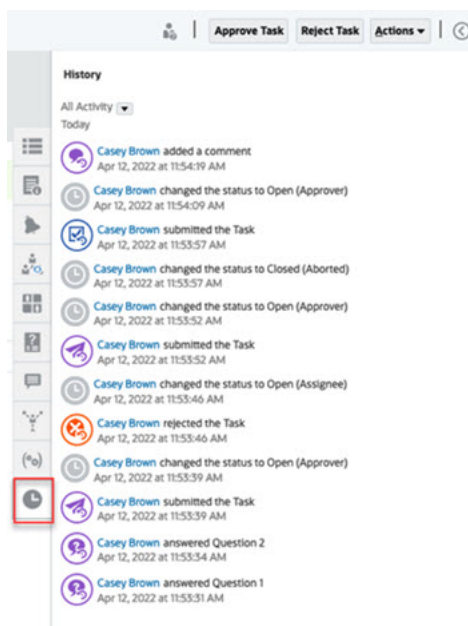 Approve Task Reject Task Actions
History
All Activity
Today
Casey Brown added a comment
Apr 12, 2022 at 11:54:19 AM
Casey Brown changed the status to Open (Approver)
Apr 12, 2022 at 11:54:09 AM
Casey Brown submitted the Task
Apr 12, 2022 at 11:53:57 AM
Casey Brown changed the status to Closed (Aborted)
Apr 12, 2022 at 11:53:57 AM
Casey Brown changed the status to Open (Approver)
Apr 12, 2022 at 11:53:52 AM
Casey Brown submitted the Task
Apr 12, 2022 at 11:53:52 AM
Casey Brown changed the status to Open (Assignee)
Apr 12, 2022 at 11:53:46 AM
Casey Brown rejected the Task
Apr 12, 2022 at 11:53:46 AM
Casey Brown changed the status to Open (Approver)
Apr 12, 2022 at 11:53:39 AM
Casey Brown submitted the Task
Apr 12, 2022 at 11:53:39 AM
Casey Brown answered Question 2
Apr 12, 2022 at 11:53:34 AM
Casey Brown answered Question 1
Apr 12, 2022 at 11:53:31 AM